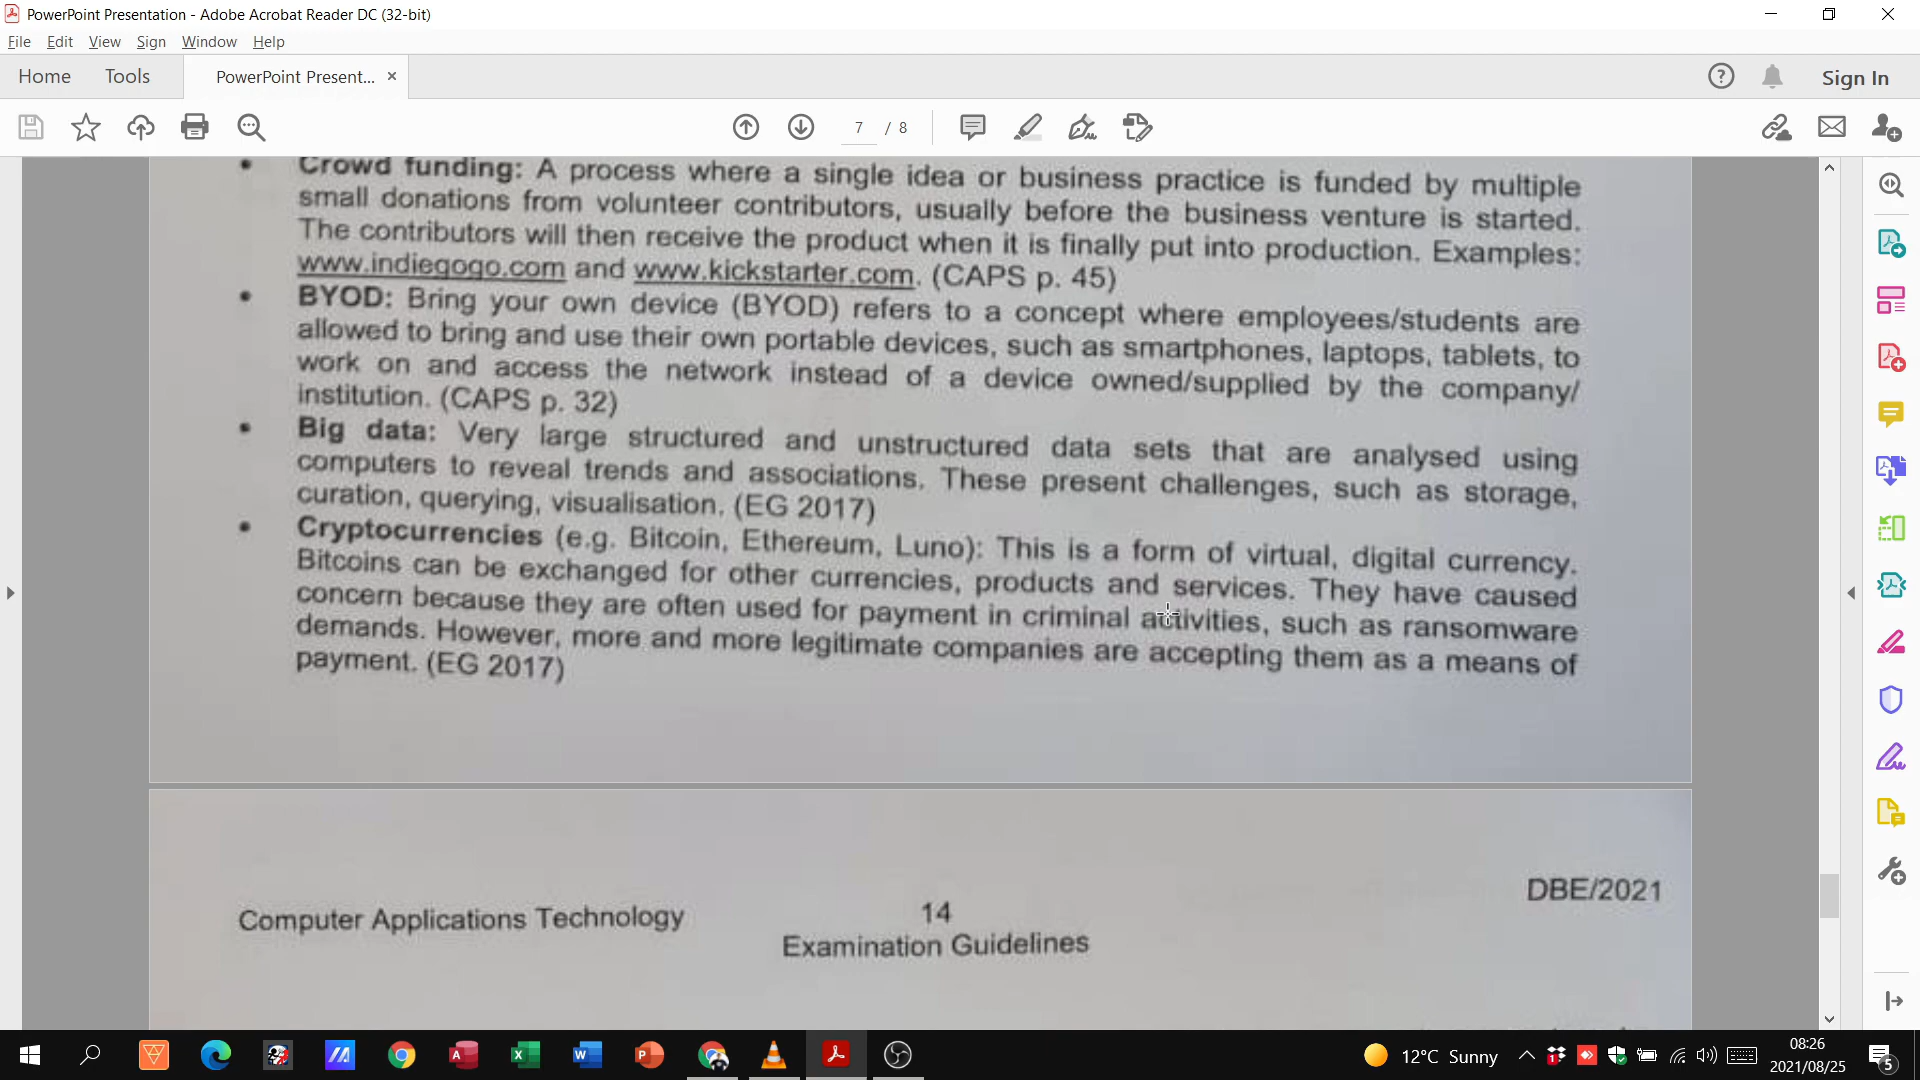 PowerPoint Presentation - Adobe Acrobat Reader DC (32-bit)
File Edit View Sign Window Help
Home Tools PowerPoint Present... × Sign In
7 / 8
• Crowd funding: A process where a single idea or business practice is funded by multiple
small donations from volunteer contributors, usually before the business venture is started.
The contributors will then receive the product when it is finally put into production. Examples:
www.indiegogo.com and www.kickstarter.com. (CAPS p. 45)
• BYOD: Bring your own device (BYOD) refers to a concept where employees/students are
allowed to bring and use their own portable devices, such as smartphones, laptops, tablets, to
work on and access the network instead of a device owned/supplied by the company/
institution. (CAPS p. 32)
• Big data: Very large structured and unstructured data sets that are analysed using
computers to reveal trends and associations. These present challenges, such as storage,
curation, querying, visualisation. (EG 2017)
• Cryptocurrencies (e.g. Bitcoin, Ethereum, Luno): This is a form of virtual, digital currency.
Bitcoins can be exchanged for other currencies, products and services. They have caused
concern because they are often used for payment in criminal activities, such as ransomware
demands. However, more and more legitimate companies are accepting them as a means of
payment. (EG 2017)
Computer Applications Technology 14 DBE/2021
Examination Guidelines
12°C Sunny
08:26
2021/08/25
5